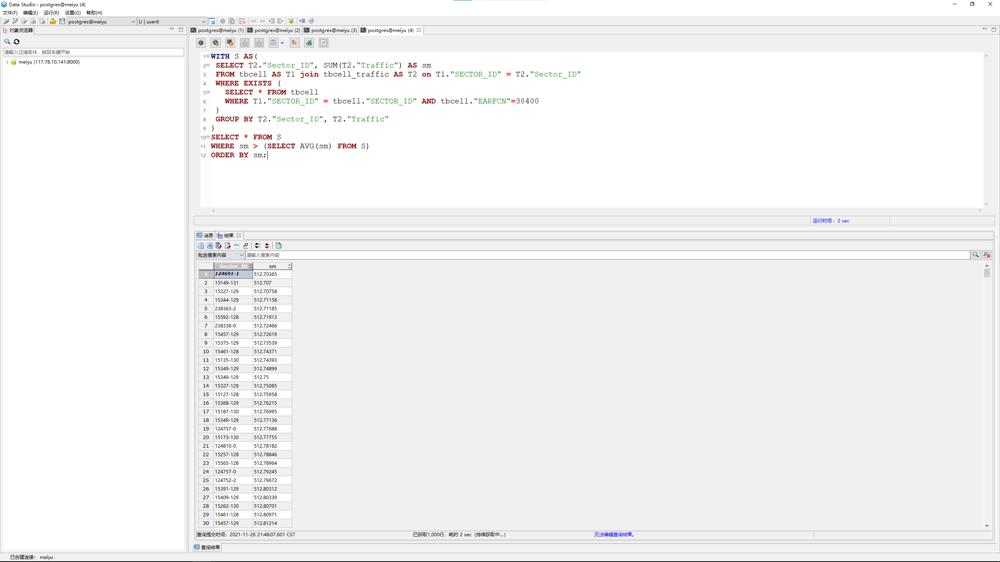 Data Studio : postgres@meiyu (4)
文件(F) 编辑(E) 运行(R) 设置(G) 帮助(H)
postgres@meiyu U | user6
对象浏览器
请输入过滤条件，按回车键开始
meiyu (117.78.10.141:8000)
postgres@meiyu (1) postgres@meiyu (2) postgres@meiyu (3) postgres@meiyu (4)
1 WITH S AS(
2 SELECT T2."Sector_ID", SUM(T2."Traffic") AS sm
3 FROM tbcell AS T1 join tbcell_traffic AS T2 on T1."SECTOR_ID" = T2."Sector_ID"
4 WHERE EXISTS (
5 SELECT * FROM tbcell
6 WHERE T1."SECTOR_ID" = tbcell."SECTOR_ID" AND tbcell."EARFCN"=38400
7 )
8 GROUP BY T2."Sector_ID", T2."Traffic"
9 )
10 SELECT * FROM S
11 WHERE sm > (SELECT AVG(sm) FROM S)
12 ORDER BY sm;
运行时间 : 2 sec
消息 结果
SQL
包含搜索内容 请输入搜索内容
Sector_ID sm
1 124691-1 512.70365
2 15149-131 512.707
3 15327-129 512.70758
4 15344-129 512.71158
5 238363-2 512.71185
6 15592-128 512.71913
7 238338-0 512.72466
8 15457-129 512.72619
9 15375-129 512.73539
10 15461-128 512.74371
11 15135-130 512.74393
12 15349-129 512.74899
13 15349-129 512.75
14 15327-129 512.75085
15 15127-128 512.75958
16 15368-129 512.76215
17 15187-130 512.76995
18 15349-129 512.77136
19 124757-0 512.77688
20 15173-130 512.77755
21 124810-0 512.78182
22 15257-128 512.78846
23 15565-128 512.78964
24 124757-0 512.79245
25 124752-2 512.79672
26 15391-129 512.80312
27 15409-129 512.80339
28 15262-130 512.80701
29 15461-128 512.80971
30 15457-129 512.81214
查询提交时间：2021-11-26 21:48:07.601 CST 已获取1,000行，耗时 2 sec（持续获取中...） 无法编辑查询结果。
查询结果
已创建连接： meiyu